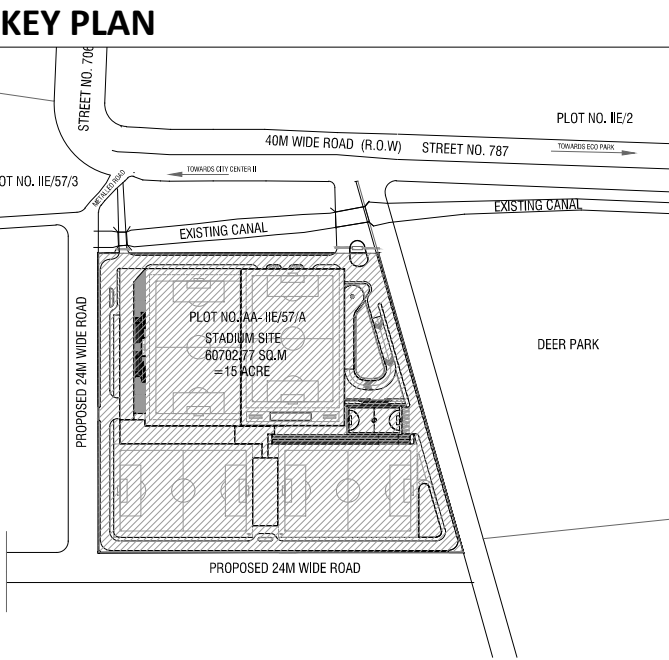 KEY PLAN
STREET NO. 706
PLOT NO. IIE/2
40M WIDE ROAD (R.O.W)
STREET NO. 787
TOWARDS ECO PARK
TOWARDS CITY CENTER II
OT NO. IIE/57/3
METALLED ROAD
EXISTING CANAL
EXISTING CANAL
PLOT NO. AA- IIE/57/A
STADIUM SITE
60702.77 SQ.M
=15 ACRE
DEER PARK
PROPOSED 24M WIDE ROAD
PROPOSED 24M WIDE ROAD